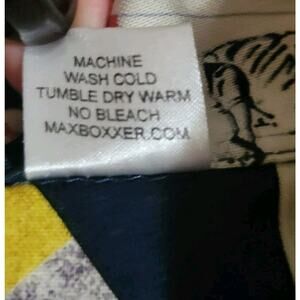 MACHINE
WASH COLD
TUMBLE DRY WARM
NO BLEACH
MAXBOXXER.COM